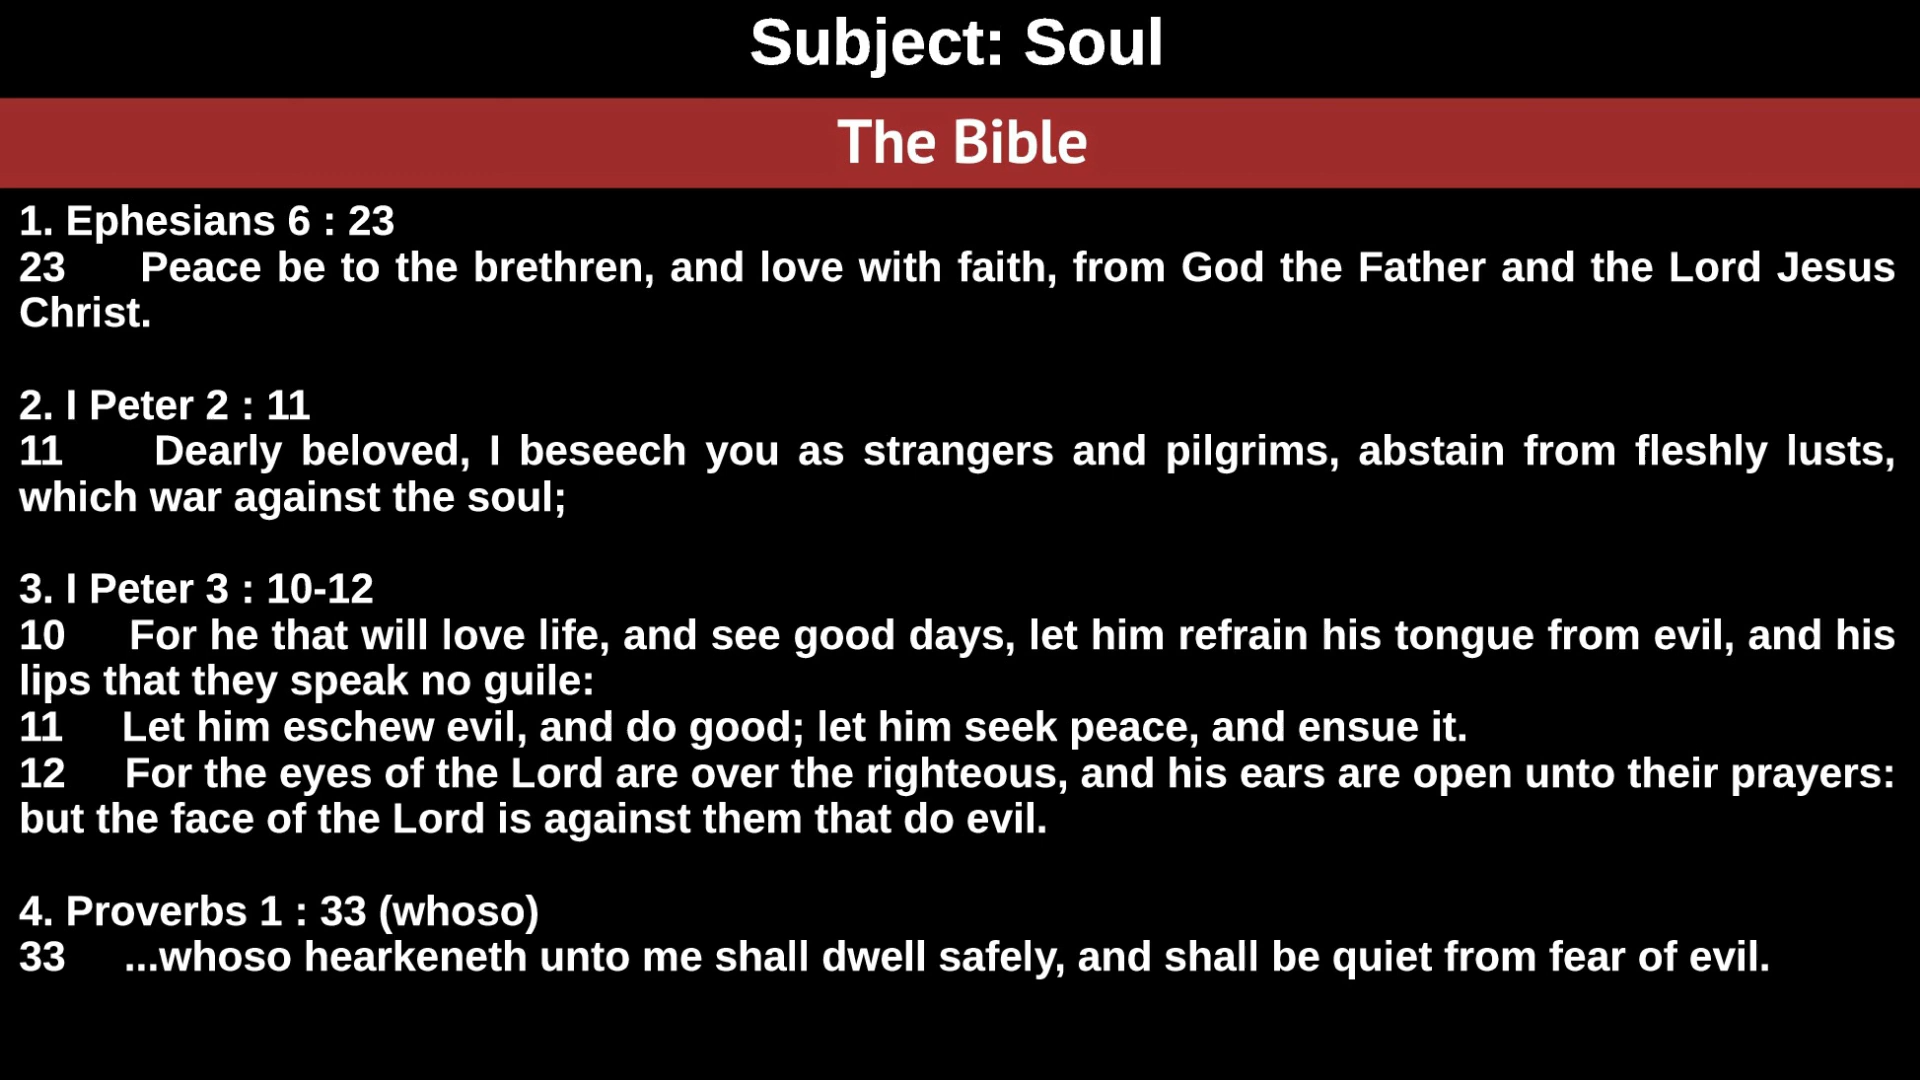 Subject: Soul
The Bible
1. Ephesians 6 : 23
23 Peace be to the brethren, and love with faith, from God the Father and the Lord Jesus
Christ.
2. I Peter 2 : 11
11 Dearly beloved, I beseech you as strangers and pilgrims, abstain from fleshly lusts,
which war against the soul;
3. I Peter 3 : 10-12
10 For he that will love life, and see good days, let him refrain his tongue from evil, and his
lips that they speak no guile:
11 Let him eschew evil, and do good; let him seek peace, and ensue it.
12 For the eyes of the Lord are over the righteous, and his ears are open unto their prayers:
but the face of the Lord is against them that do evil.
4. Proverbs 1 : 33 (whoso)
33 ...whoso hearkeneth unto me shall dwell safely, and shall be quiet from fear of evil.